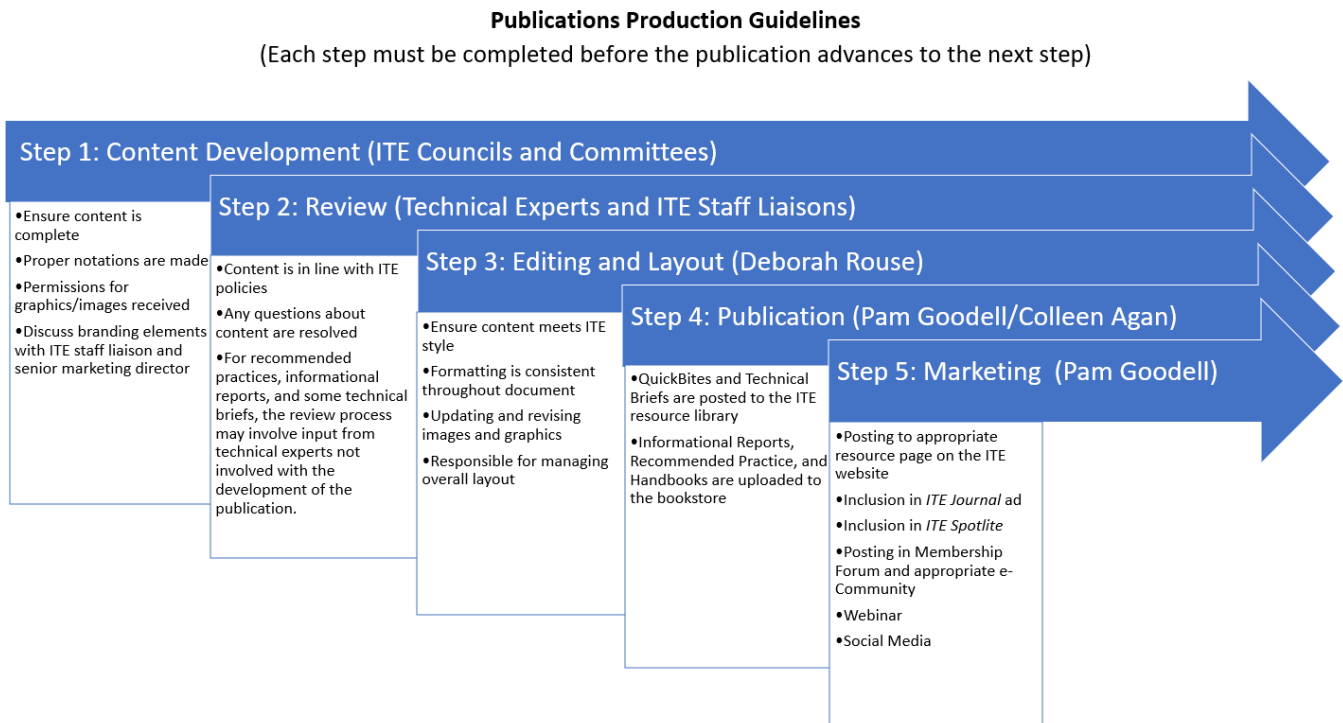 Publications Production Guidelines
(Each step must be completed before the publication advances to the next step)
Step 1: Content Development (ITE Councils and Committees)
•Ensure content is
complete
•Proper notations are made
•Permissions for
graphics/images received
•Discuss branding elements
with ITE staff liaison and
senior marketing director
Step 2: Review (Technical Experts and ITE Staff Liaisons)
•Content is in line with ITE
policies
•Any questions about
content are resolved
•For recommended
practices, informational
reports, and some technical
briefs, the review process
may involve input from
technical experts not
involved with the
development of the
publication.
Step 3: Editing and Layout (Deborah Rouse)
•Ensure content meets ITE
style
•Formatting is consistent
throughout document
•Updating and revising
images and graphics
•Responsible for managing
overall layout
Step 4: Publication (Pam Goodell/Colleen Agan)
•QuickBites and Technical
Briefs are posted to the ITE
resource library
•Informational Reports,
Recommended Practice, and
Handbooks are uploaded to
the bookstore
Step 5: Marketing (Pam Goodell)
•Posting to appropriate
resource page on the ITE
website
•Inclusion in ITE Journal ad
•Inclusion in ITE Spotlite
•Posting in Membership
Forum and appropriate e-
Community
•Webinar
•Social Media